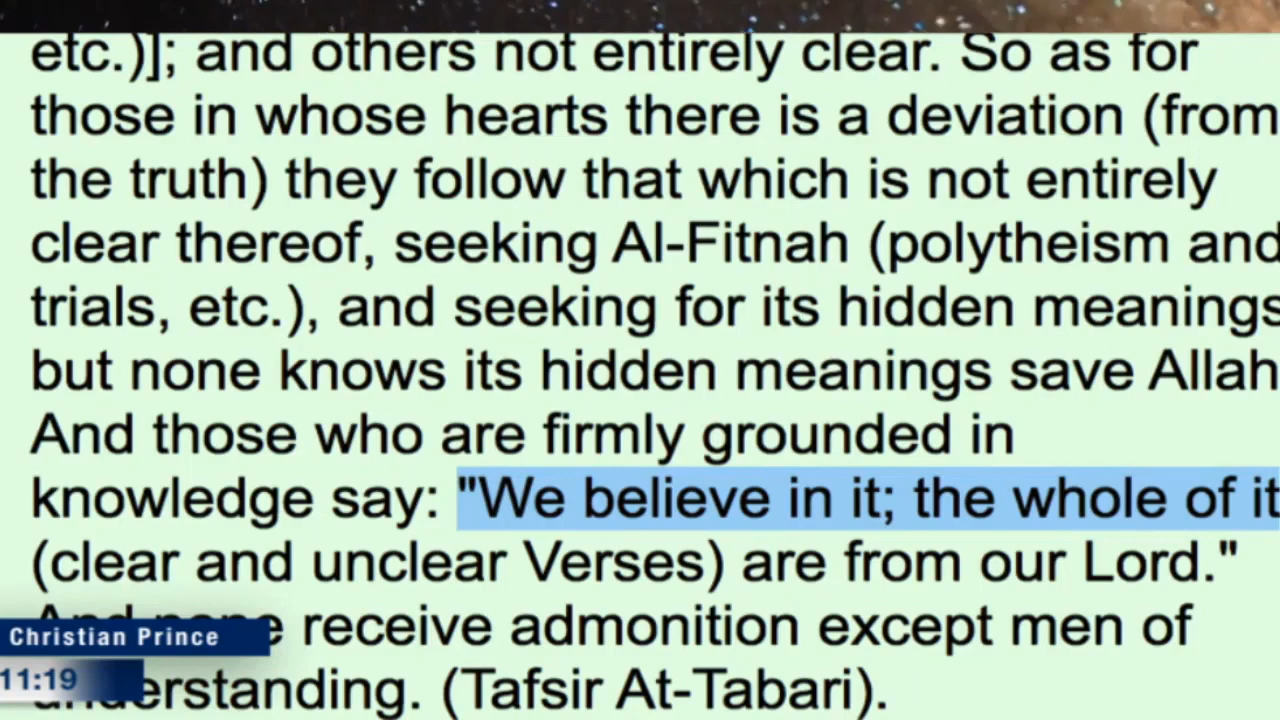 etc.)]; and others not entirely clear. So as for
those in whose hearts there is a deviation (from
the truth) they follow that which is not entirely
clear thereof, seeking Al-Fitnah (polytheism and
trials, etc.), and seeking for its hidden meanings
but none knows its hidden meanings save Allah
And those who are firmly grounded in
knowledge say: "We believe in it; the whole of it
(clear and unclear Verses) are from our Lord."
And none receive admonition except men of
understanding. (Tafsir At-Tabari).
Christian Prince
11:19